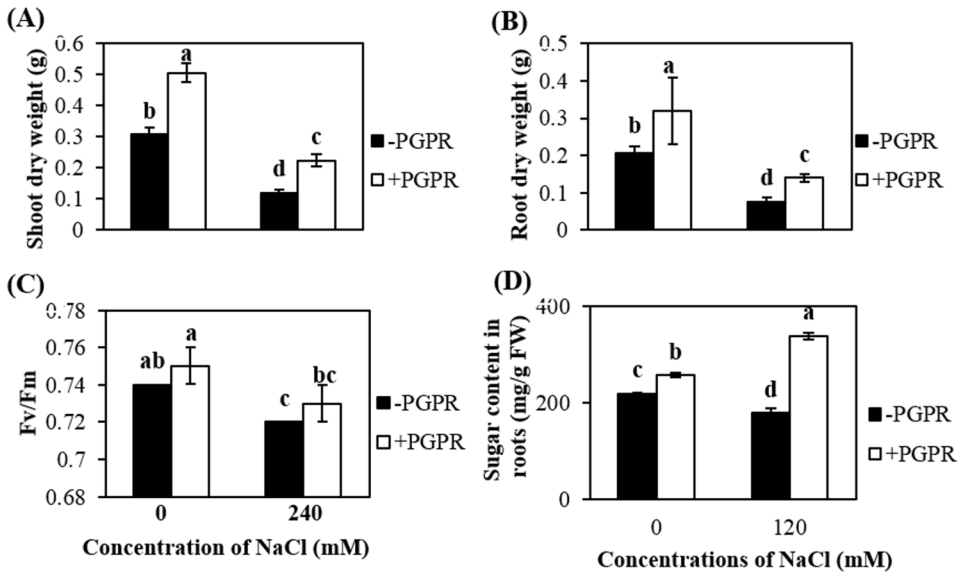 (A)
Shoot dry weight (g)
0.6
0.5
0.4
0.3
0.2
0.1
0
b
a
d
c
-PGPR
+PGPR
(B)
Root dry weight (g)
0.5
0.4
0.3
0.2
0.1
0
b
a
d
c
-PGPR
+PGPR
(C)
Fv/Fm
0.78
0.76
0.74
0.72
0.7
0.68
ab
a
c
bc
-PGPR
+PGPR
0
240
Concentration of NaCl (mM)
(D)
Sugar content in
roots (mg/g FW)
400
200
0
c
b
d
a
-PGPR
+PGPR
0
120
Concentrations of NaCl (mM)